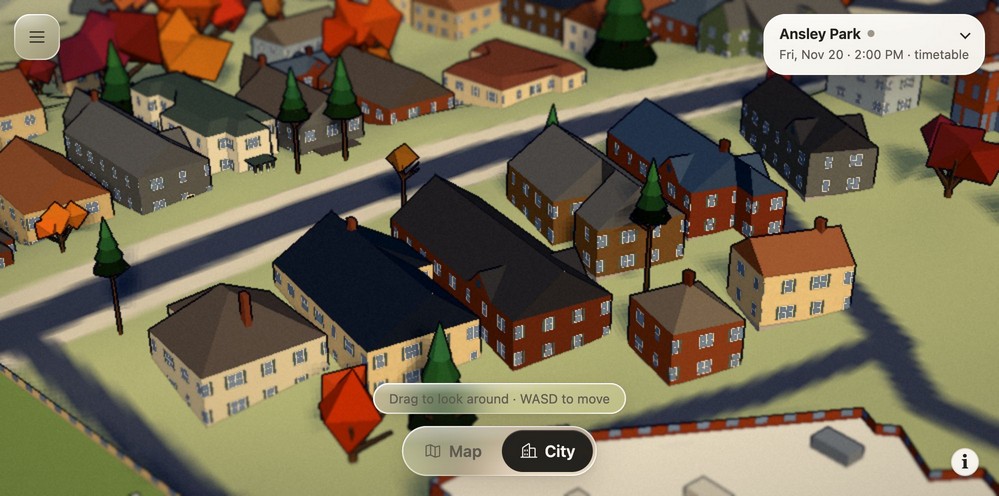 Ansley Park
Fri, Nov 20 · 2:00 PM · timetable
Drag to look around · WASD to move
Map
City
i